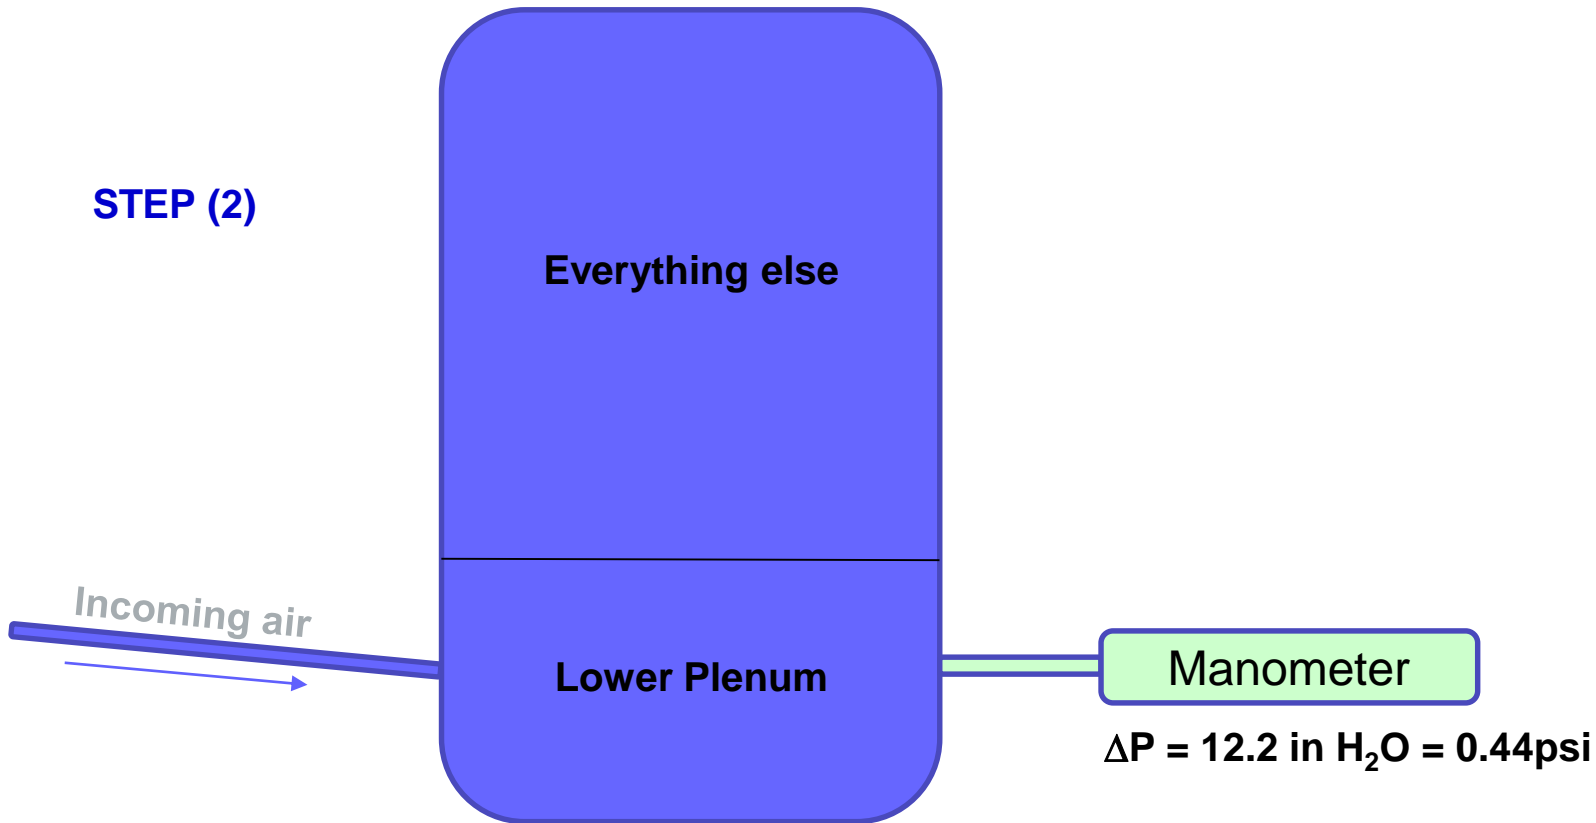 STEP (2)
Everything else
Incoming air
Lower Plenum
Manometer
ΔP = 12.2 in H₂O = 0.44psi